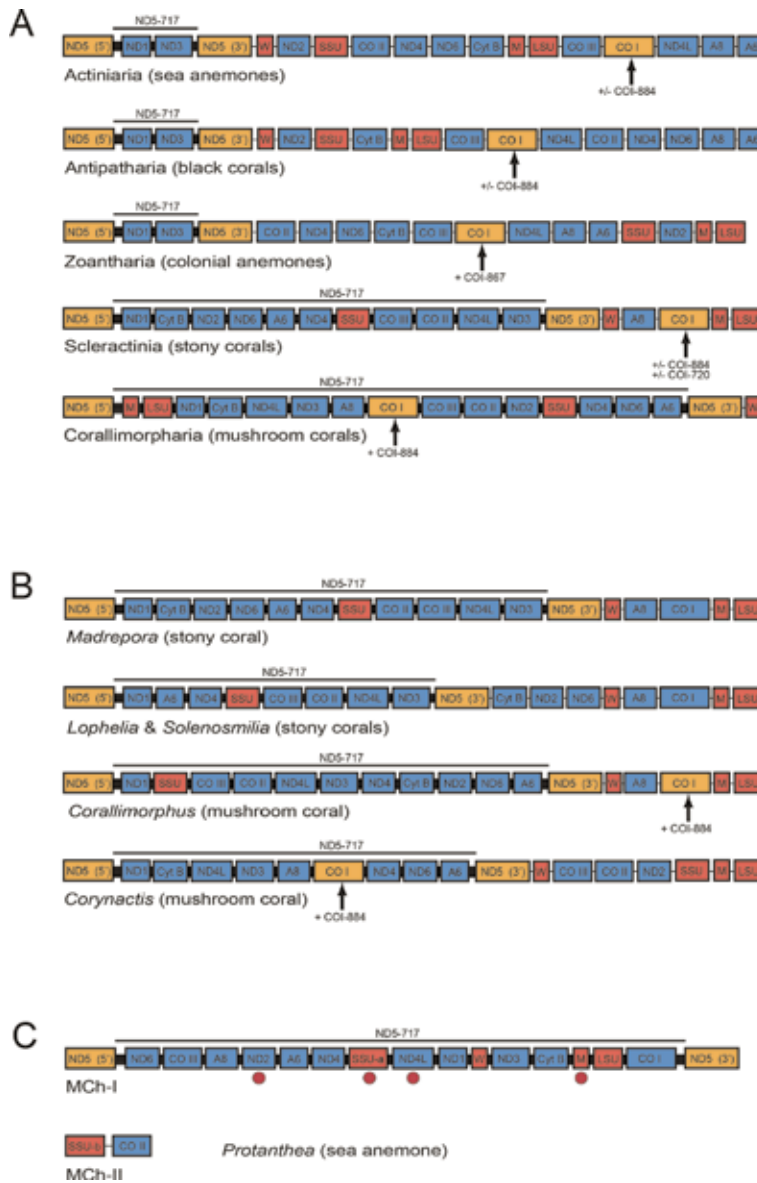 A
ND5-717
ND5 (5') ND1 ND3 ND5 (3') W ND2 SSU CO II ND4 ND6 Cyt B M LSU CO III CO I ND4L A8 A6
Actiniaria (sea anemones)
+/- COI-884
ND5-717
ND5 (5') ND1 ND3 ND5 (3') W ND2 SSU Cyt B M LSU CO III CO I ND4L CO II ND4 ND6 A8 A6
Antipatharia (black corals)
+/- COI-884
ND5-717
ND5 (5') ND1 ND3 ND5 (3') CO II ND4 ND6 Cyt B CO III CO I ND4L A8 A6 SSU ND2 M LSU
Zoantharia (colonial anemones)
+ COI-867
ND5-717
ND5 (5') ND1 Cyt B ND2 ND6 A6 ND4 SSU CO III CO II ND4L ND3 ND5 (3') W A8 CO I M LSU
Scleractinia (stony corals)
+/- COI-884
+/- COI-720
ND5-717
ND5 (5') M LSU ND1 Cyt B ND4L ND3 A8 CO I CO III CO II ND2 SSU ND4 ND6 A6 ND5 (3') W
Corallimorpharia (mushroom corals)
+ COI-884
B
ND5-717
ND5 (5') ND1 Cyt B ND2 ND6 A6 ND4 SSU CO II CO III ND4L ND3 ND5 (3') W A8 CO I M LSU
Madrepora (stony coral)
ND5-717
ND5 (5') ND1 A6 ND4 SSU CO III CO II ND4L ND3 ND5 (3') Cyt B ND2 ND6 W A8 CO I M LSU
Lophelia & Solenosmilia (stony corals)
ND5-717
ND5 (5') ND1 SSU CO III CO II ND4L ND3 ND4 Cyt B ND2 ND6 A6 ND5 (3') W A8 CO I M LSU
Corallimorphus (mushroom coral)
+ COI-884
ND5-717
ND5 (5') ND1 Cyt B ND4L ND3 A8 CO I ND4 ND6 A6 ND5 (3') W CO III CO II ND2 SSU M LSU
Corynactis (mushroom coral)
+ COI-884
C
ND5-717
ND5 (5') ND6 CO III A8 ND2 A6 ND4 SSU-a ND4L ND1 W ND3 Cyt B M LSU CO I ND5 (3')
MCh-I
SSU-b CO II
Protanthea (sea anemone)
MCh-II